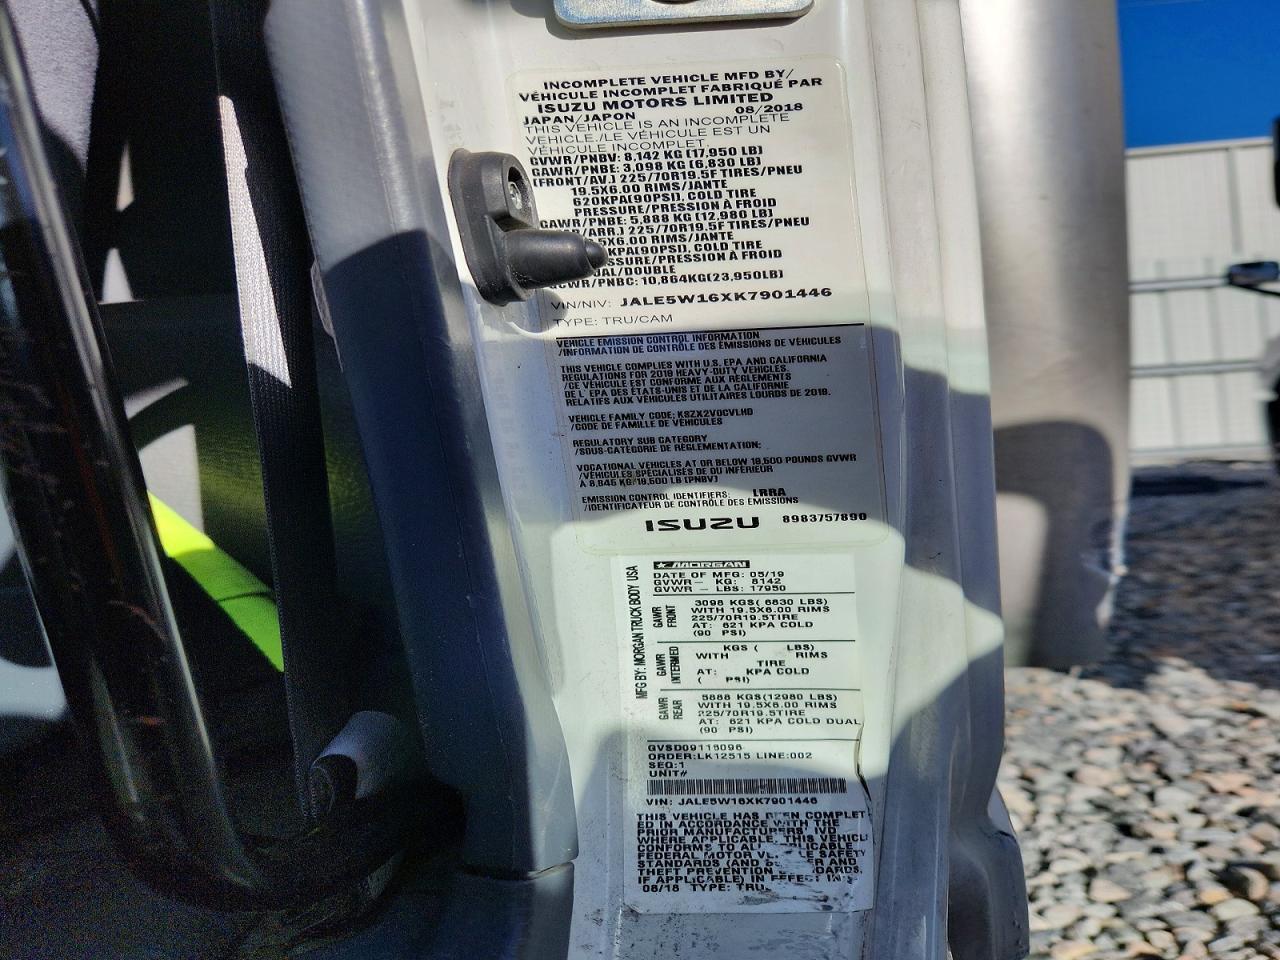 INCOMPLETE VEHICLE MFD BY/
VÉHICULE INCOMPLET FABRIQUÉ PAR
ISUZU MOTORS LIMITED
JAPAN/JAPON 08/2018
THIS VEHICLE IS AN INCOMPLETE
VEHICLE./LE VÉHICULE EST UN
VÉHICULE INCOMPLET.
GVWR/PNBV: 8,142 KG (17,950 LB)
GAWR/PNBE: 3,098 KG (6,830 LB)
(FRONT/AV.) 225/70R19.5F TIRES/PNEU
19.5X6.00 RIMS/JANTE
620KPA(90PSI), COLD TIRE
PRESSURE/PRESSION À FROID
GAWR/PNBE: 5,888 KG (12,980 LB)
ARR.) 225/70R19.5F TIRES/PNEU
5X6.00 RIMS/JANTE
KPA(90PSI), COLD TIRE
SSURE/PRESSION À FROID
UAL/DOUBLE
GCWR/PNBC: 10,864KG(23,950LB)
VIN/NIV: JALE5W16XK7901446
TYPE: TRU/CAM
VEHICLE EMISSION CONTROL INFORMATION
/INFORMATION DE CONTRÔLE DES ÉMISSIONS DE VÉHICULES
THIS VEHICLE COMPLIES WITH U.S. EPA AND CALIFORNIA
REGULATIONS FOR 2019 HEAVY-DUTY VEHICLES.
/CE VÉHICULE EST CONFORME AUX RÈGLEMENTS
DE L'EPA DES ÉTATS-UNIS ET DE LA CALIFORNIE
RELATIFS AUX VÉHICULES UTILITAIRES LOURDS DE 2019.
VEHICLE FAMILY CODE: KSZX2VOCVLHD
/CODE DE FAMILLE DE VÉHICULES
REGULATORY SUB CATEGORY
/SOUS-CATÉGORIE DE RÉGLEMENTATION:
VOCATIONAL VEHICLES AT OR BELOW 19,500 POUNDS GVWR
/VÉHICULES SPÉCIALISÉS DE OU INFÉRIEUR
À 8,845 KG/19,500 LB (PNBV)
EMISSION CONTROL IDENTIFIERS: LRRA
/IDENTIFICATEUR DE CONTRÔLE DES ÉMISSIONS
ISUZU 8983757890
MORGAN
MFG BY: MORGAN TRUCK BODY USA
DATE OF MFG: 05/19
GVWR - KG: 8142
GVWR - LBS: 17950
GAWR FRONT
3098 KGS( 6830 LBS)
WITH 19.5X6.00 RIMS
225/70R19.5TIRE
AT: 621 KPA COLD
(90 PSI)
GAWR INTERMED
KGS ( LBS)
WITH RIMS
TIRE
AT: KPA COLD
( PSI)
GAWR REAR
5888 KGS(12980 LBS)
WITH 19.5X6.00 RIMS
225/70R19.5TIRE
AT: 621 KPA COLD DUAL
(90 PSI)
GVSD09116096
ORDER:LK12515 LINE:002
SEQ:1
UNIT#
VIN: JALE5W16XK7901446
THIS VEHICLE HAS BEEN COMPLET
ED IN ACCORDANCE WITH THE
PRIOR MANUFACTURERS' IVD
WHERE APPLICABLE. THIS VEHICL
CONFORMS TO ALL APPLICABLE
FEDERAL MOTOR VEHICLE SAFETY
STANDARDS (AND BUMPER AND
THEFT PREVENTION STANDARDS,
IF APPLICABLE) IN EFFECT IN
08/18 TYPE: TRU